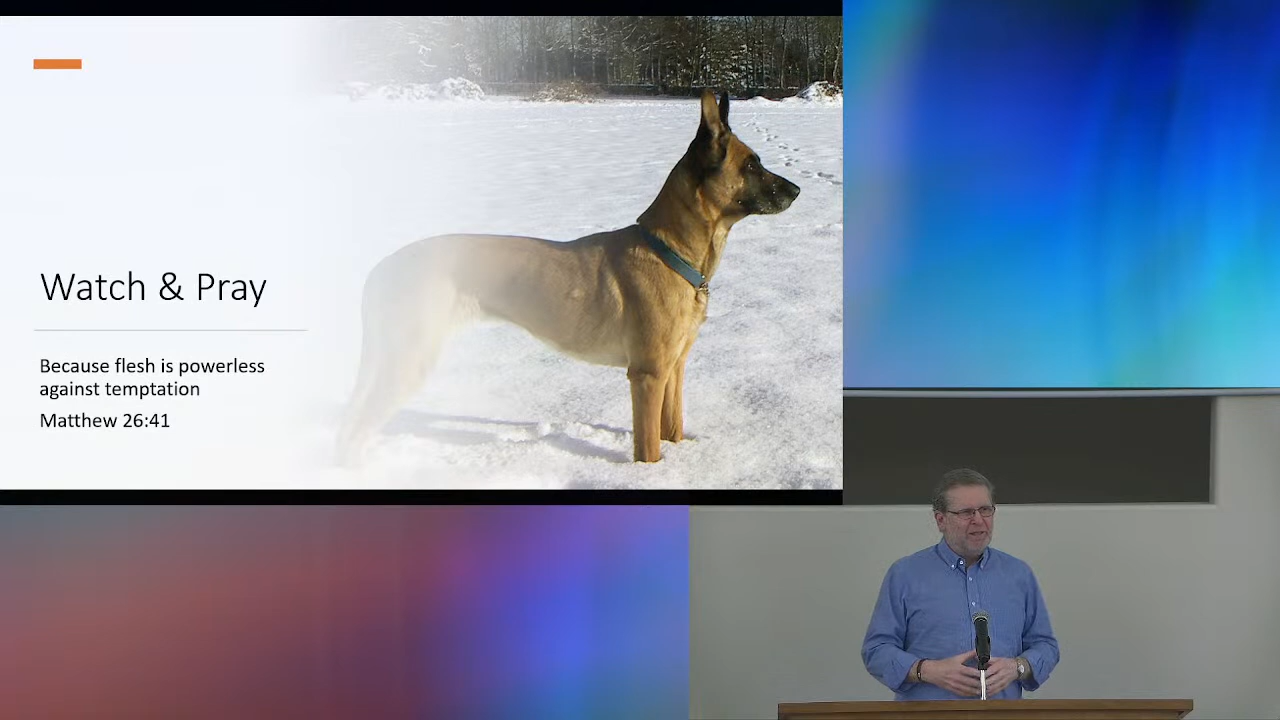 Watch & Pray
Because flesh is powerless
against temptation
Matthew 26:41